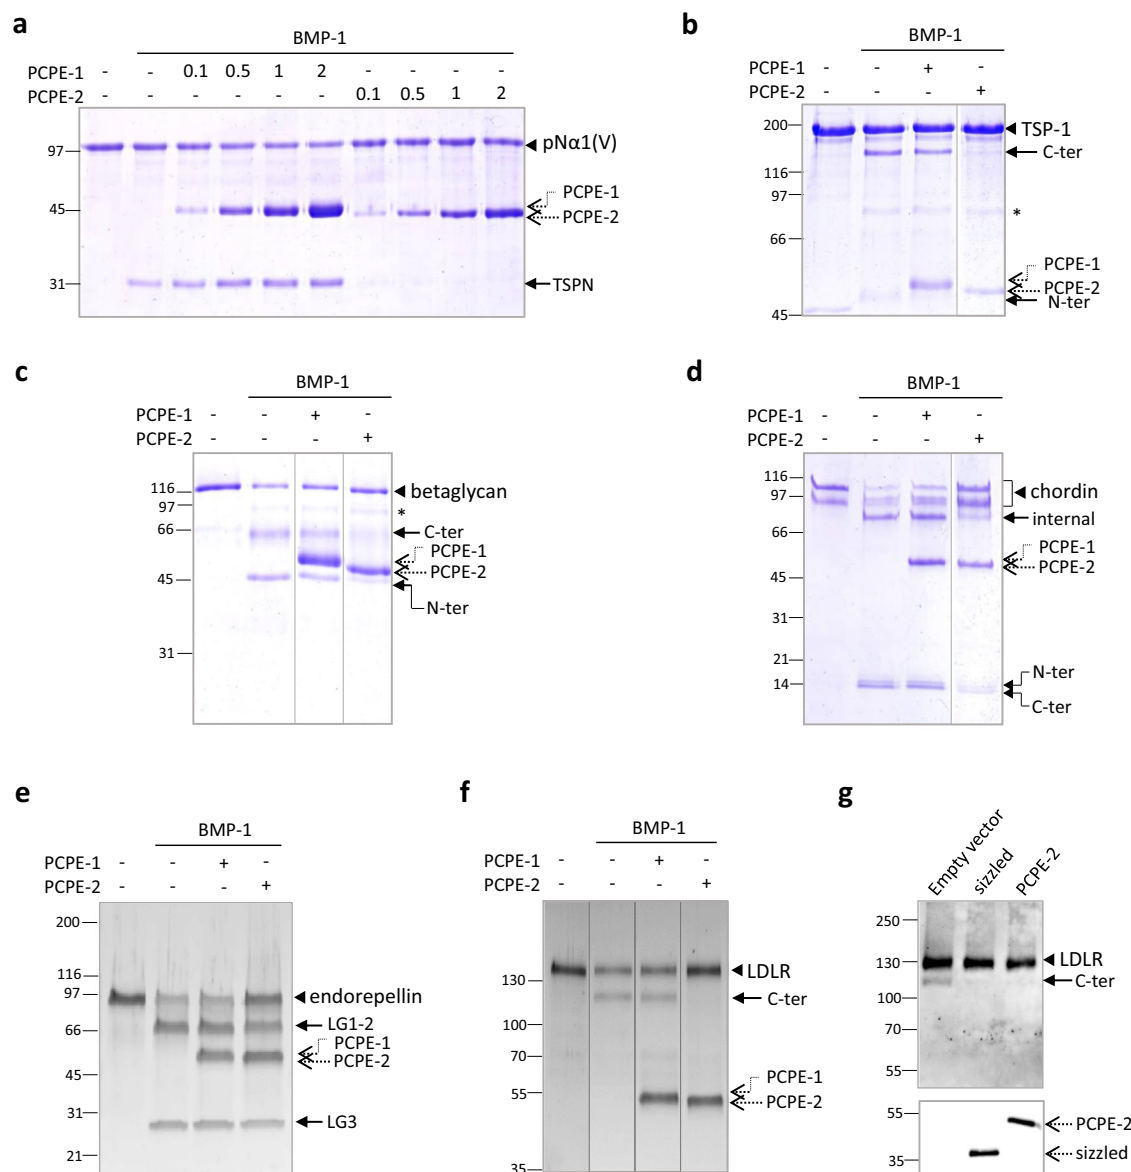 a
BMP-1
PCPE-1 - - 0.1 0.5 1 2 - - - -
PCPE-2 - - - - - - 0.1 0.5 1 2
97
pNα1(V)
45
PCPE-1
PCPE-2
31
TSPN
b
BMP-1
PCPE-1 - - + -
PCPE-2 - - - +
200
TSP-1
C-ter
116
97
*
66
PCPE-1
PCPE-2
N-ter
45
c
BMP-1
PCPE-1 - - + -
PCPE-2 - - - +
116
betaglycan
97
*
66
C-ter
PCPE-1
PCPE-2
45
N-ter
31
d
BMP-1
PCPE-1 - - + -
PCPE-2 - - - +
116
chordin
97
internal
66
PCPE-1
PCPE-2
45
31
21
N-ter
14
C-ter
e
BMP-1
PCPE-1 - - + -
PCPE-2 - - - +
200
116
97
endorepellin
66
LG1-2
PCPE-1
PCPE-2
45
31
LG3
21
f
BMP-1
PCPE-1 - - + -
PCPE-2 - - - +
130
LDLR
C-ter
100
70
PCPE-1
55
PCPE-2
35
g
Empty vector
sizzled
PCPE-2
250
130
LDLR
C-ter
100
70
55
55
PCPE-2
35
sizzled